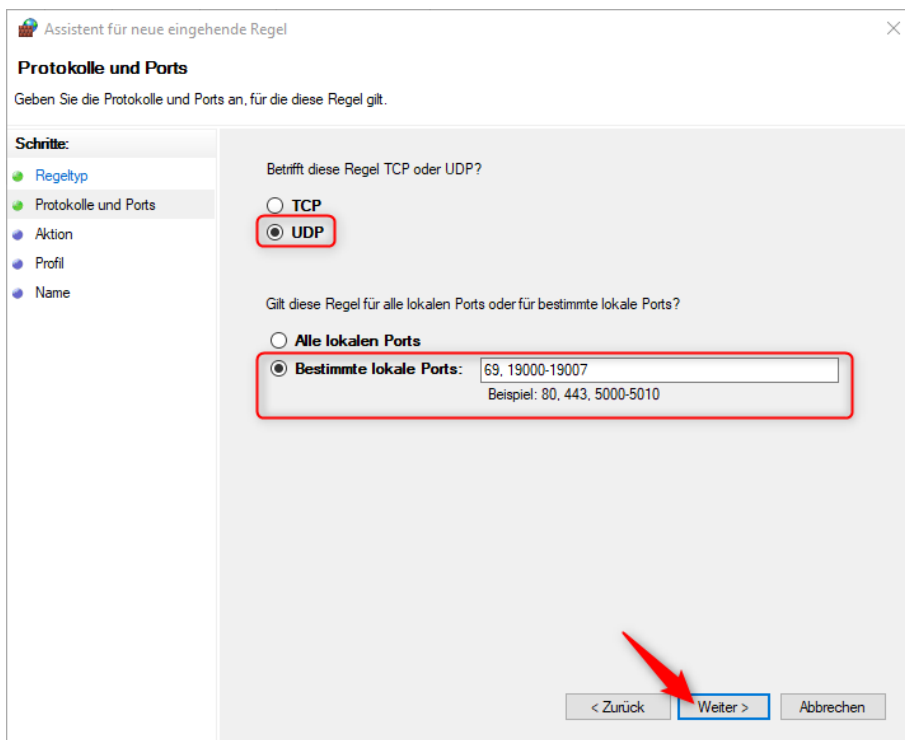 Assistent für neue eingehende Regel
Protokolle und Ports
Geben Sie die Protokolle und Ports an, für die diese Regel gilt.
Schritte:
Regeltyp
Protokolle und Ports
Aktion
Profil
Name
Betrifft diese Regel TCP oder UDP?
TCP
UDP
Gilt diese Regel für alle lokalen Ports oder für bestimmte lokale Ports?
Alle lokalen Ports
Bestimmte lokale Ports: 69, 19000-19007
Beispiel: 80, 443, 5000-5010
< Zurück Weiter > Abbrechen